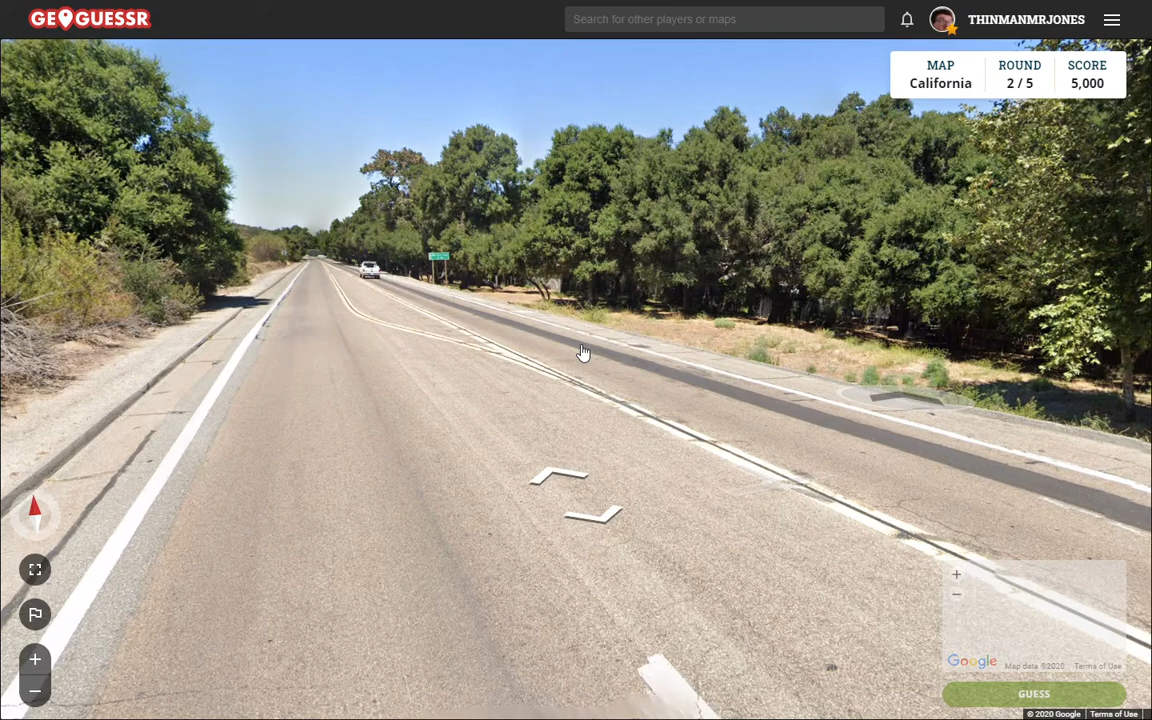 GEOGUESSR
Search for other players or maps
THINMANMRJONES
MAP
California
ROUND
2 / 5
SCORE
5,000
Google
Map data ©2020
Terms of Use
GUESS
© 2020 Google
Terms of Use